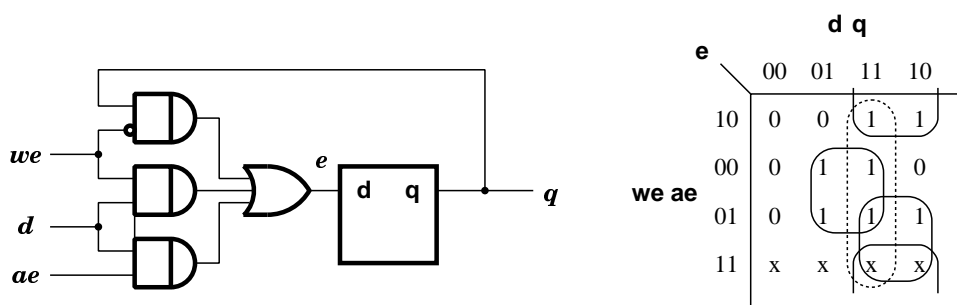 we
d
ae
e
d q
q
d q
e
00 01 11 10
10 0 0 1 1
00 0 1 1 0
we ae
01 0 1 1 1
11 x x x x